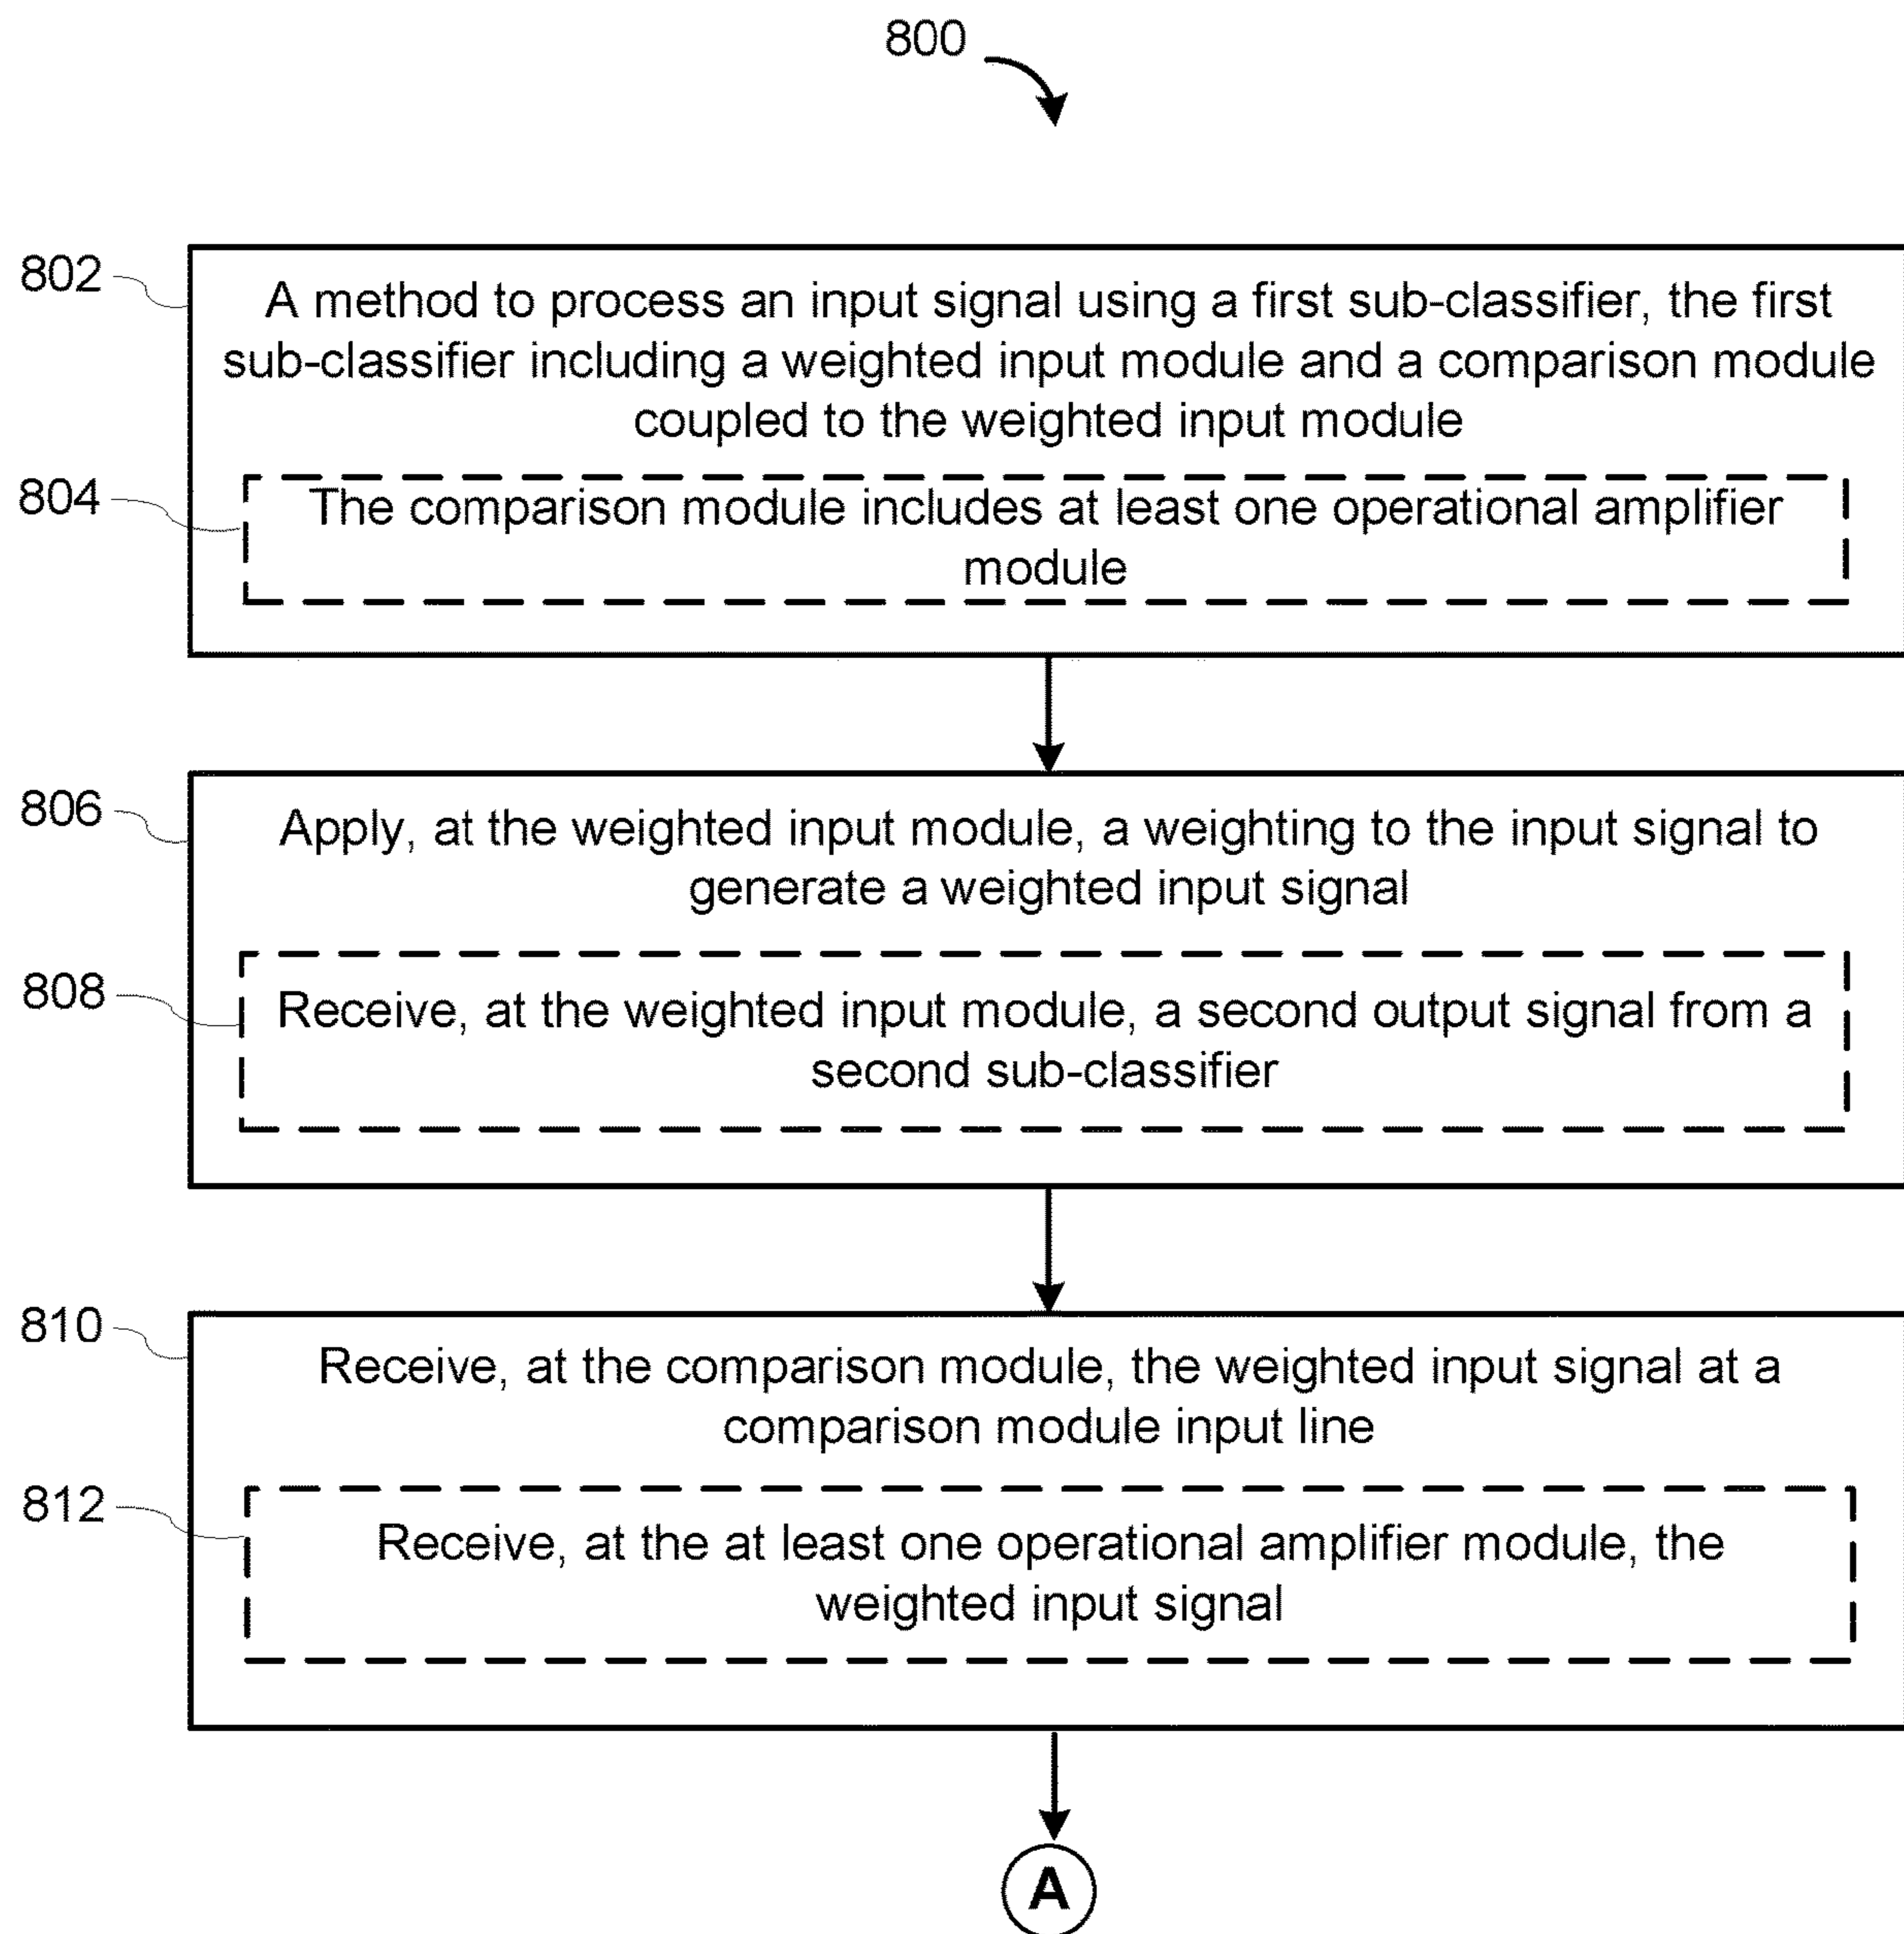 800
802
A method to process an input signal using a first sub-classifier, the first
sub-classifier including a weighted input module and a comparison module
coupled to the weighted input module
804
The comparison module includes at least one operational amplifier
module
806
Apply, at the weighted input module, a weighting to the input signal to
generate a weighted input signal
808
Receive, at the weighted input module, a second output signal from a
second sub-classifier
810
Receive, at the comparison module, the weighted input signal at a
comparison module input line
812
Receive, at the at least one operational amplifier module, the
weighted input signal
A